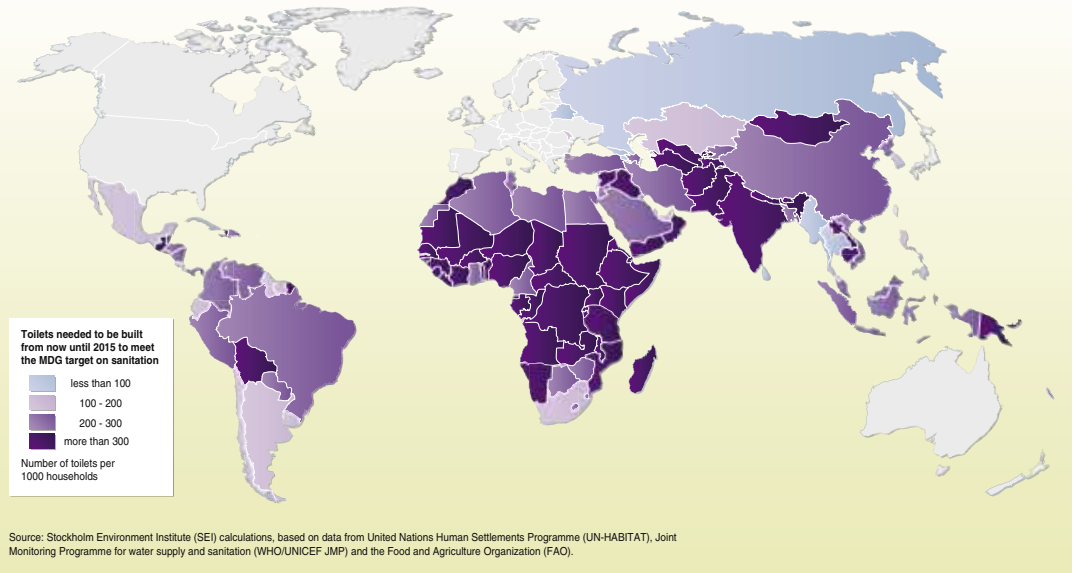 Toilets needed to be built
from now until 2015 to meet
the MDG target on sanitation
less than 100
100 - 200
200 - 300
more than 300
Number of toilets per
1000 households
Source: Stockholm Environment Institute (SEI) calculations, based on data from United Nations Human Settlements Programme (UN-HABITAT), Joint
Monitoring Programme for water supply and sanitation (WHO/UNICEF JMP) and the Food and Agriculture Organization (FAO).